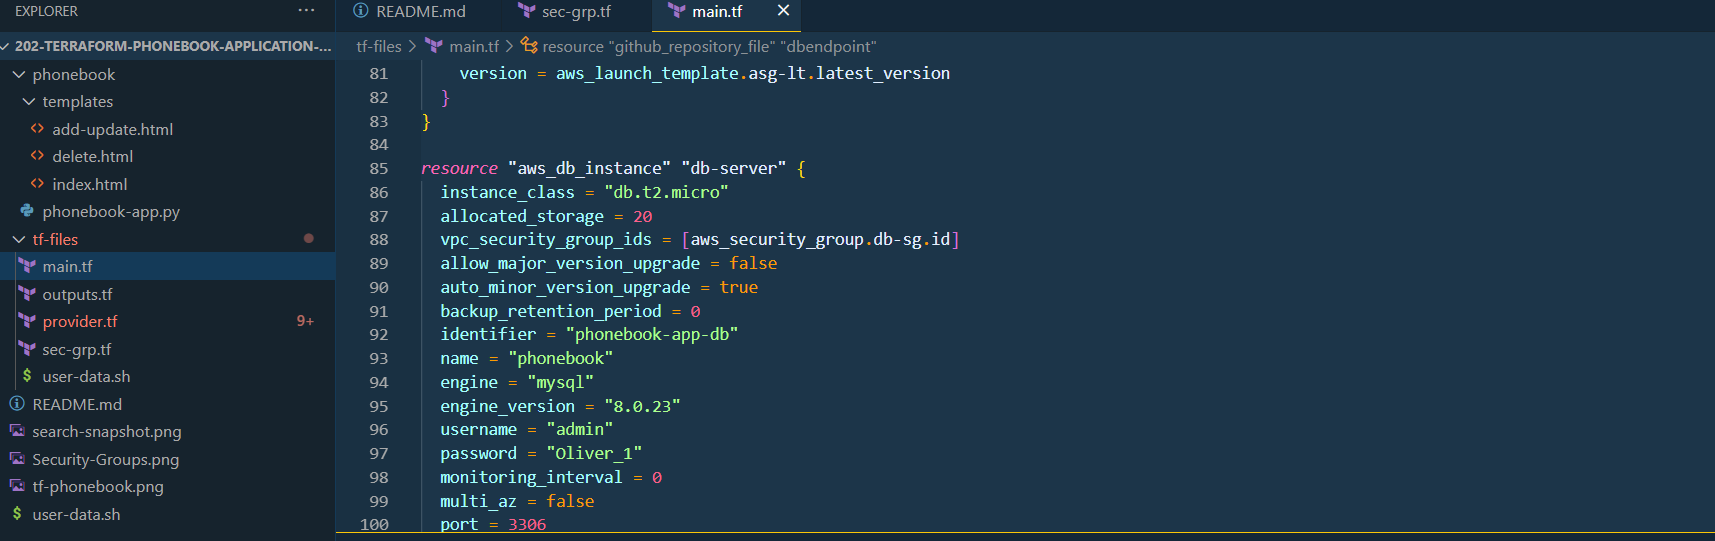 EXPLORER
202-TERRAFORM-PHONEBOOK-APPLICATION-...
phonebook
templates
add-update.html
delete.html
index.html
phonebook-app.py
tf-files
main.tf
outputs.tf
provider.tf 9+
sec-grp.tf
user-data.sh
README.md
search-snapshot.png
Security-Groups.png
tf-phonebook.png
user-data.sh
README.md sec-grp.tf main.tf
tf-files > main.tf > resource "github_repository_file" "dbendpoint"
81 version = aws_launch_template.asg-lt.latest_version
82 }
83 }
84
85 resource "aws_db_instance" "db-server" {
86 instance_class = "db.t2.micro"
87 allocated_storage = 20
88 vpc_security_group_ids = [aws_security_group.db-sg.id]
89 allow_major_version_upgrade = false
90 auto_minor_version_upgrade = true
91 backup_retention_period = 0
92 identifier = "phonebook-app-db"
93 name = "phonebook"
94 engine = "mysql"
95 engine_version = "8.0.23"
96 username = "admin"
97 password = "Oliver_1"
98 monitoring_interval = 0
99 multi_az = false
100 port = 3306